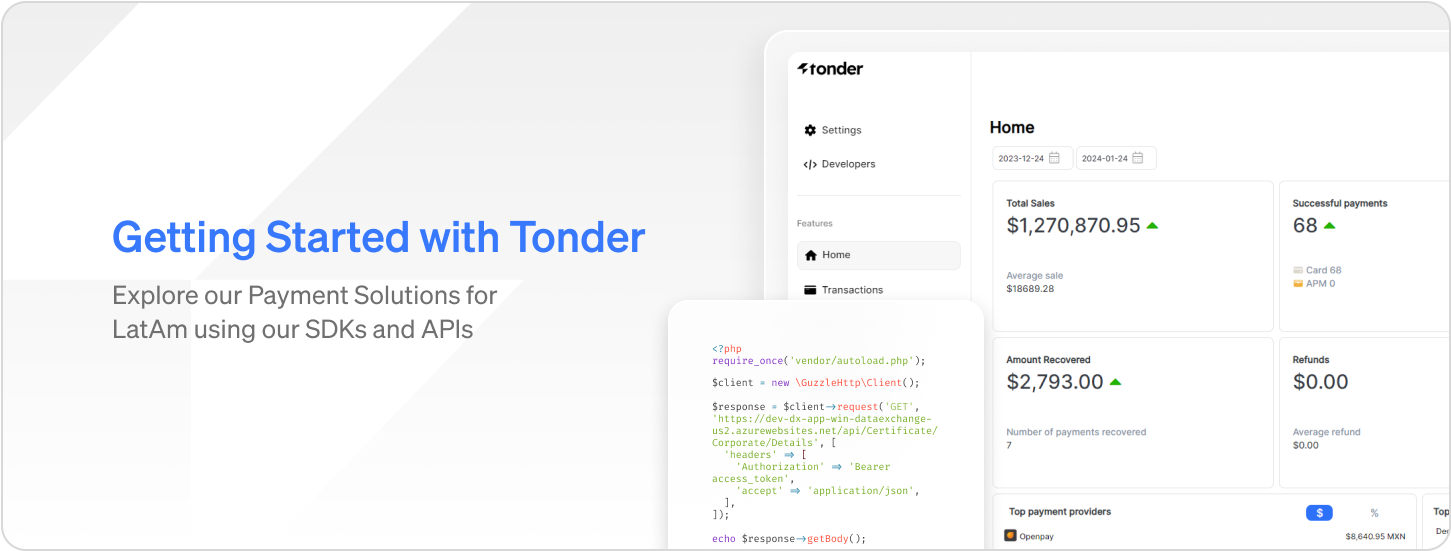 Getting Started with Tonder
Explore our Payment Solutions for
LatAm using our SDKs and APIs
tonder
Settings
</> Developers
Features
Home
Transactions
Home
2023-12-24
2024-01-24
Total Sales
$1,270,870.95
Average sale
$18689.28
Successful payments
68
Card 68
APM 0
Amount Recovered
$2,793.00
Number of payments recovered
7
Refunds
$0.00
Average refund
$0.00
Top payment providers
$
%
Openpay
$8,640.95 MXN
Top
<?php
require_once('vendor/autoload.php');
$client = new \GuzzleHttp\Client();
$response = $client→request('GET',
'https://dev-dx-app-win-dataexchange-
us2.azurewebsites.net/api/Certificate/
Corporate/Details', [
'headers' ⇒ [
'Authorization' ⇒ 'Bearer
access_token',
'accept' ⇒ 'application/json',
],
]);
echo $response→getBody();